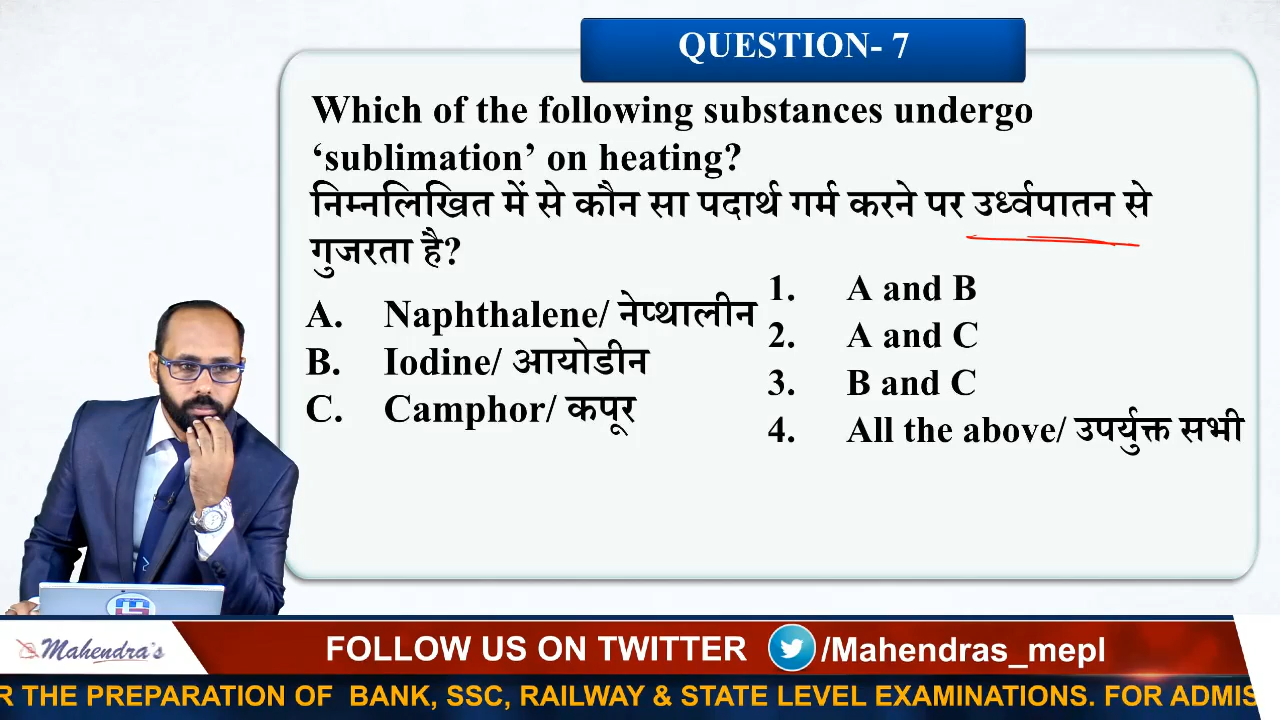 QUESTION- 7
Which of the following substances undergo
‘sublimation’ on heating?
निम्नलिखित में से कौन सा पदार्थ गर्म करने पर उर्ध्वपातन से
गुजरता है?
A. Naphthalene/ नेप्थालीन
B. Iodine/ आयोडीन
C. Camphor/ कपूर
1. A and B
2. A and C
3. B and C
4. All the above/ उपर्युक्त सभी
Mahendra's
FOLLOW US ON TWITTER /Mahendras_mepl
R THE PREPARATION OF BANK, SSC, RAILWAY & STATE LEVEL EXAMINATIONS. FOR ADMIS